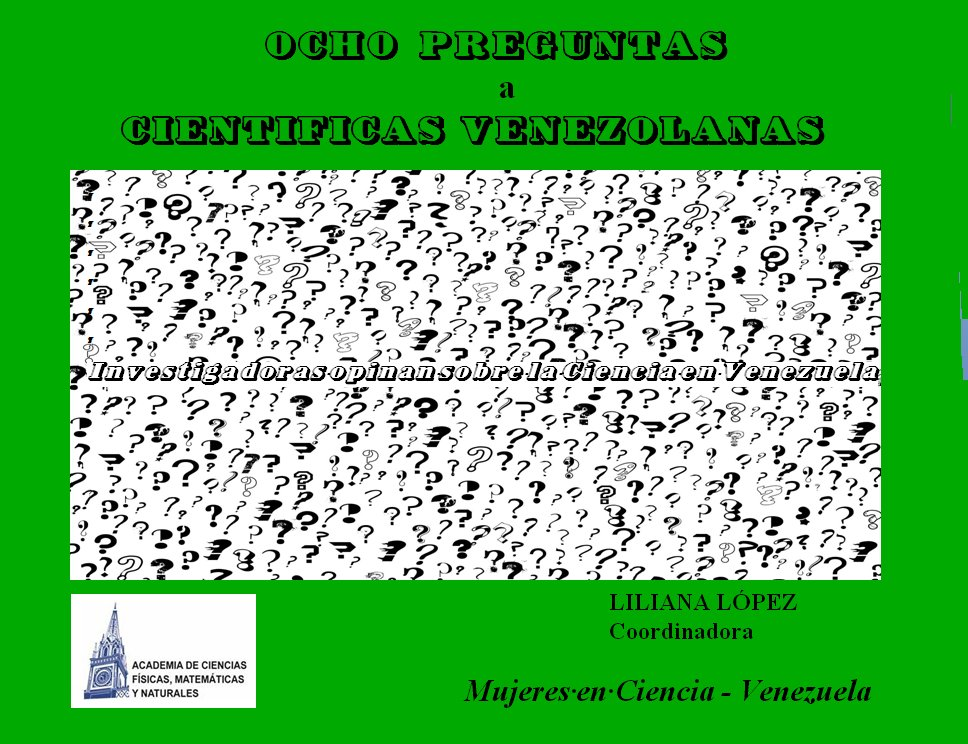 OCHO PREGUNTAS
a
CIENTIFICAS VENEZOLANAS
Investigadoras opinan sobre la Ciencia en Venezuela
LILIANA LÓPEZ
Coordinadora
ACADEMIA DE CIENCIAS
FÍSICAS, MATEMÁTICAS
Y NATURALES
Mujeres·en·Ciencia - Venezuela